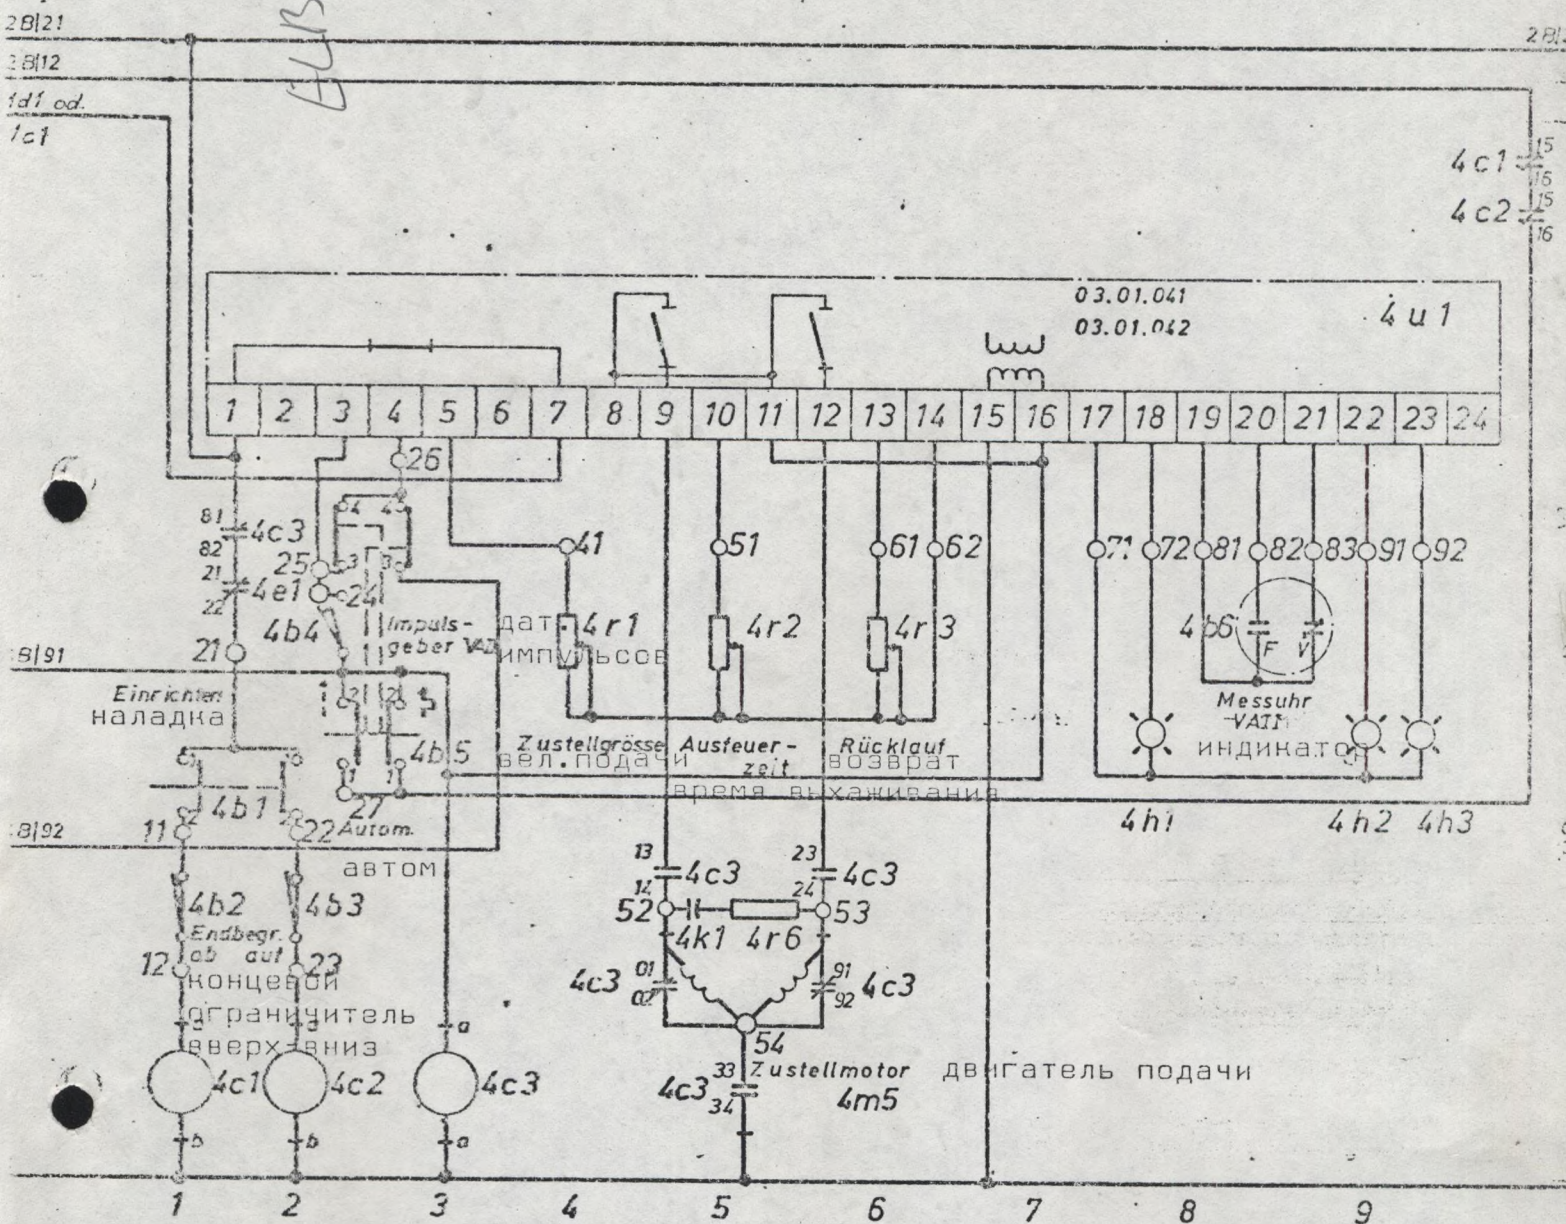 2B|21
2B|12
1d1 od.
1c1
4c1
15
16
4c2
15
16
03.01.041
03.01.042
4u1
1 2 3 4 5 6 7 8 9 10 11 12 13 14 15 16 17 18 19 20 21 22 23 24
26
81
82
4c3
21
22
4e1
25
24
4b4
21
41
51
61
62
71
72
81
82
83
91
92
Impuls-
geber
дат.
импульсов
4r1
4r2
4r3
4b6
F
V
B|91
Einrichten
наладка
Messuhr
индикатор
Zustellgrösse
вел.подачи
Ausfeuer-
zeit
время выхаживания
Rücklauf
возврат
4b5
4b1
27
11
22
Autom.
автом
4h1
4h2
4h3
B|92
4b2
4b3
Endbegr.
ab auf
12
23
концевой
ограничитель
вверх-вниз
13
14
4c3
23
24
4c3
52
53
4k1
4r6
4c3
91
92
4c3
54
33
34
4c3
Zustellmotor
двигатель подачи
4m5
a
4c1
4c2
4c3
b
b
a
1 2 3 4 5 6 7 8 9